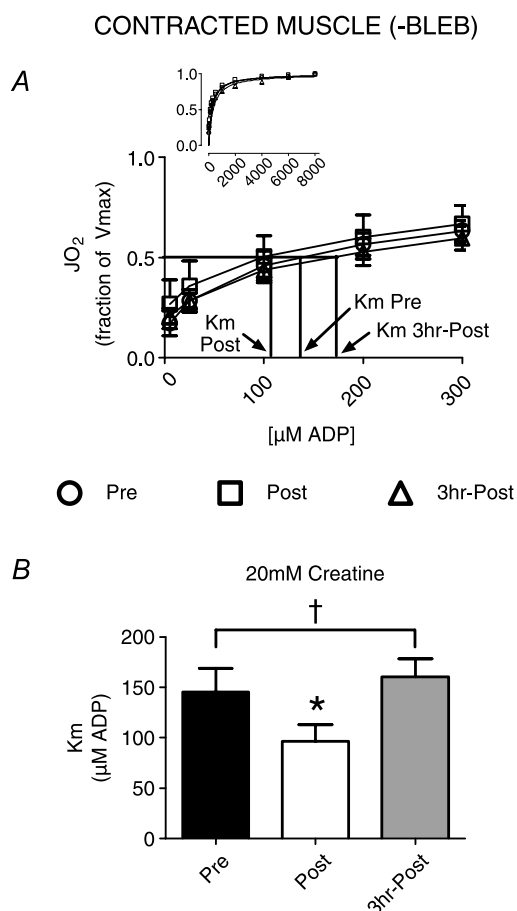 CONTRACTED MUSCLE (-BLEB)
A
1.0
0.5
0.0
0
2000
4000
6000
8000
JO2
(fraction of Vmax)
1.0
0.5
0.0
Km
Post
Km Pre
Km 3hr-Post
0
100
200
300
[µM ADP]
Pre
Post
3hr-Post
B
20mM Creatine
†
*
Km
(µM ADP)
200
150
100
50
0
Pre
Post
3hr-Post